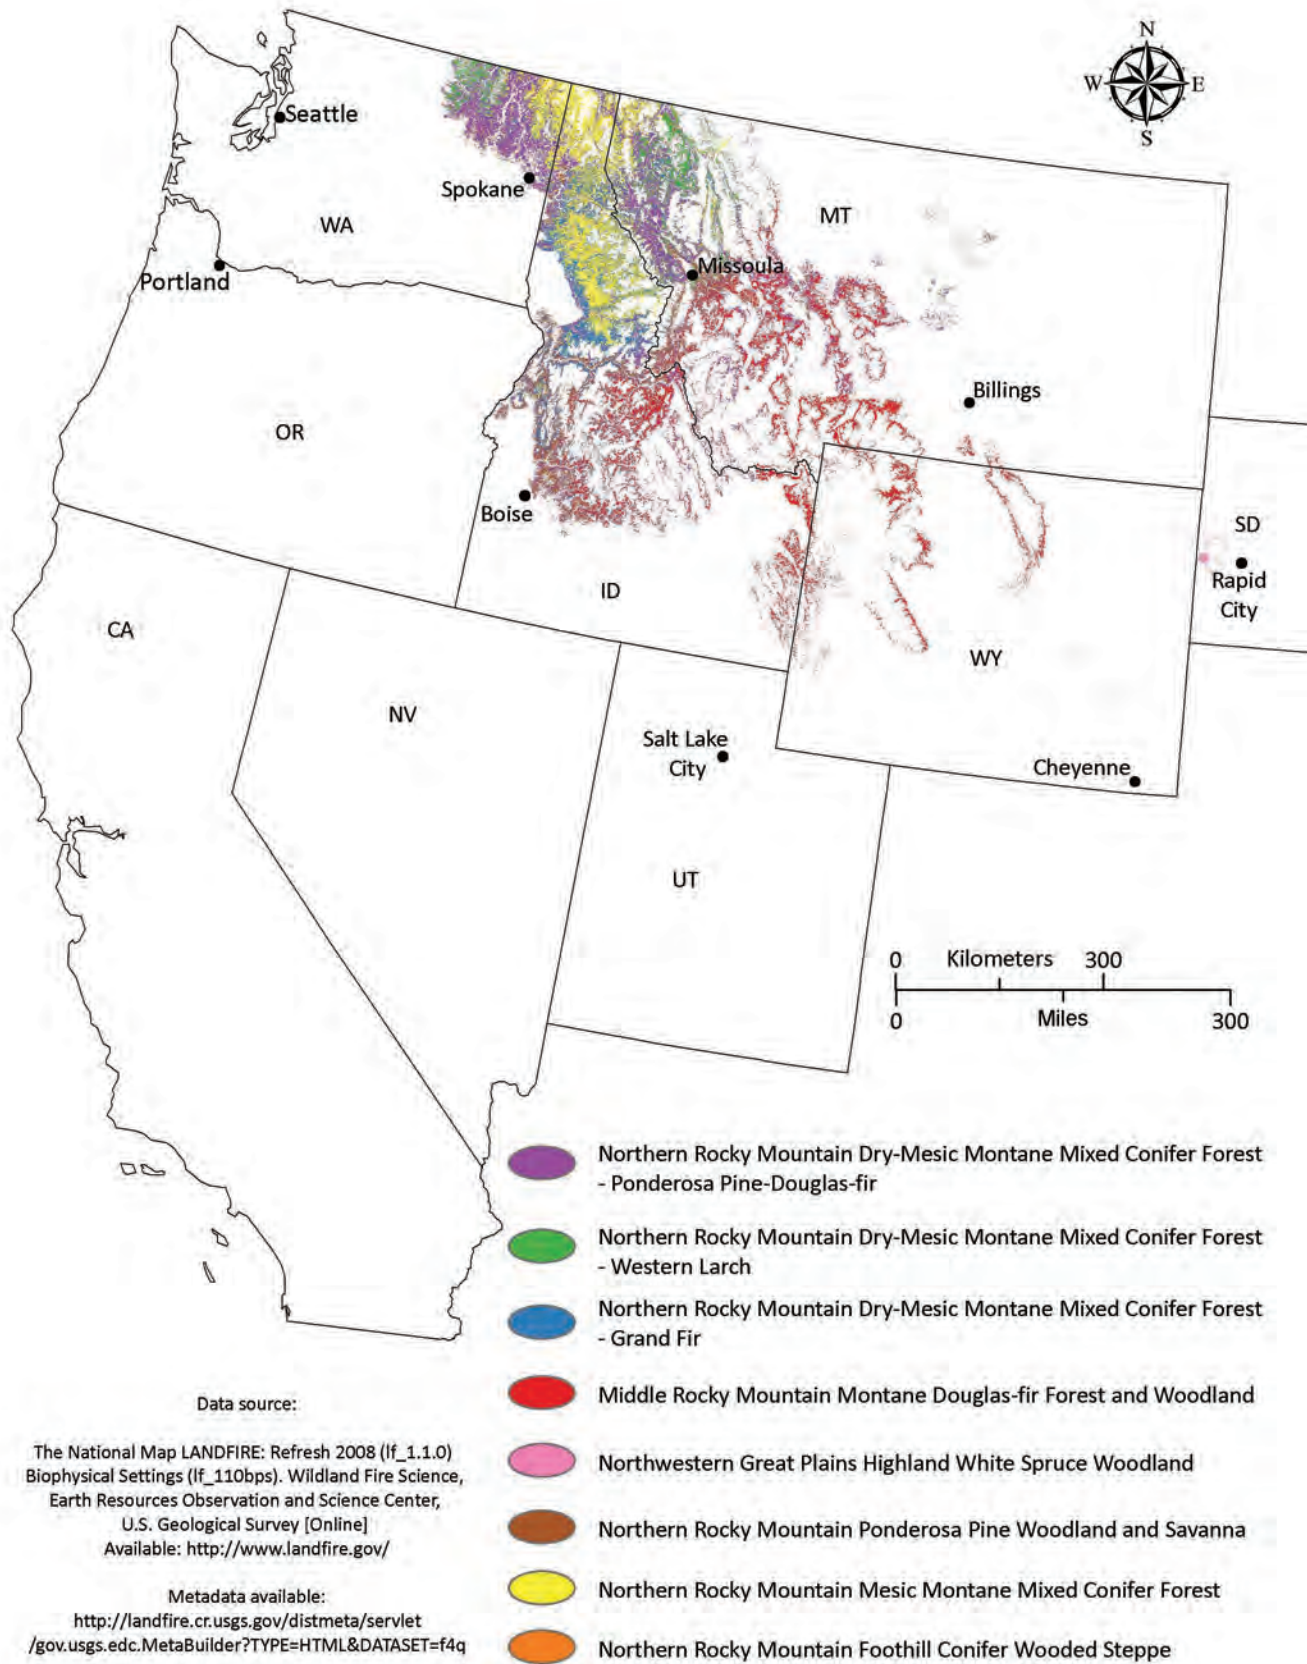 N
W E
S
Seattle
Spokane
WA
MT
Portland
Missoula
Billings
OR
Boise
SD
Rapid
City
ID
CA
WY
NV
Salt Lake
City
Cheyenne
UT
0 Kilometers 300
0 Miles 300
Northern Rocky Mountain Dry-Mesic Montane Mixed Conifer Forest
- Ponderosa Pine-Douglas-fir
Northern Rocky Mountain Dry-Mesic Montane Mixed Conifer Forest
- Western Larch
Northern Rocky Mountain Dry-Mesic Montane Mixed Conifer Forest
- Grand Fir
Middle Rocky Mountain Montane Douglas-fir Forest and Woodland
Northwestern Great Plains Highland White Spruce Woodland
Northern Rocky Mountain Ponderosa Pine Woodland and Savanna
Northern Rocky Mountain Mesic Montane Mixed Conifer Forest
Northern Rocky Mountain Foothill Conifer Wooded Steppe
Data source:
The National Map LANDFIRE: Refresh 2008 (lf_1.1.0)
Biophysical Settings (lf_110bps). Wildland Fire Science,
Earth Resources Observation and Science Center,
U.S. Geological Survey [Online]
Available: http://www.landfire.gov/
Metadata available:
http://landfire.cr.usgs.gov/distmeta/servlet
/gov.usgs.edc.MetaBuilder?TYPE=HTML&DATASET=f4q